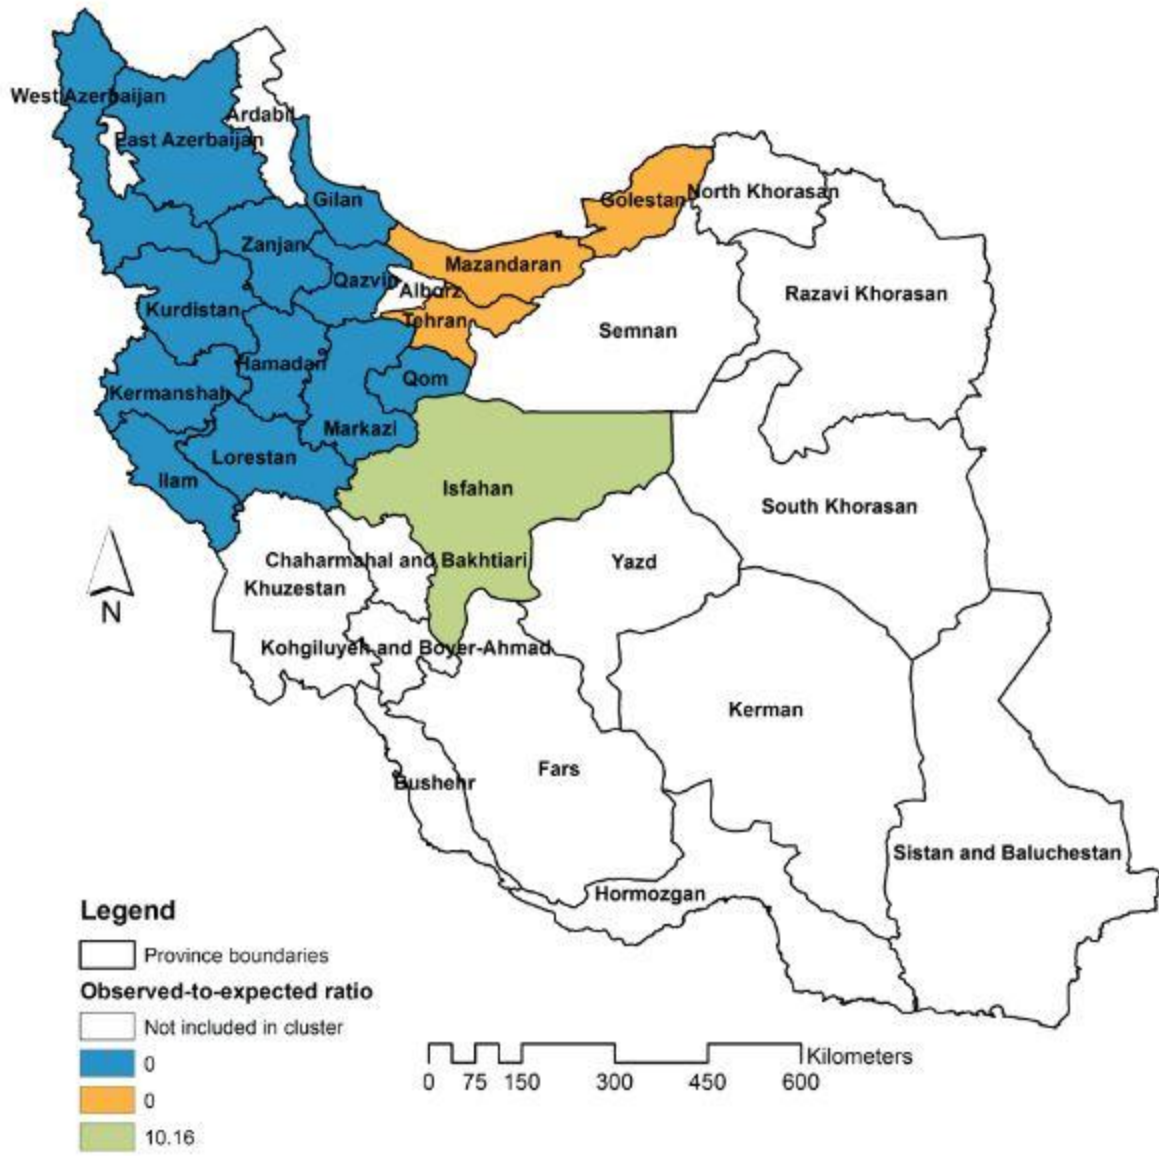 West Azerbaijan
Ardabil
East Azerbaijan
Gilan
Golestan
North Khorasan
Zanjan
Mazandaran
Qazvin
Alborz
Razavi Khorasan
Kurdistan
Tehran
Semnan
Hamadan
Qom
Kermanshah
Markazi
Lorestan
Ilam
Isfahan
South Khorasan
Chaharmahal and Bakhtiari
Yazd
Khuzestan
N
Kohgiluyeh and Boyer-Ahmad
Kerman
Fars
Bushehr
Sistan and Baluchestan
Hormozgan
Legend
Province boundaries
Observed-to-expected ratio
Not included in cluster
0
0
10.16
Kilometers
0 75 150 300 450 600